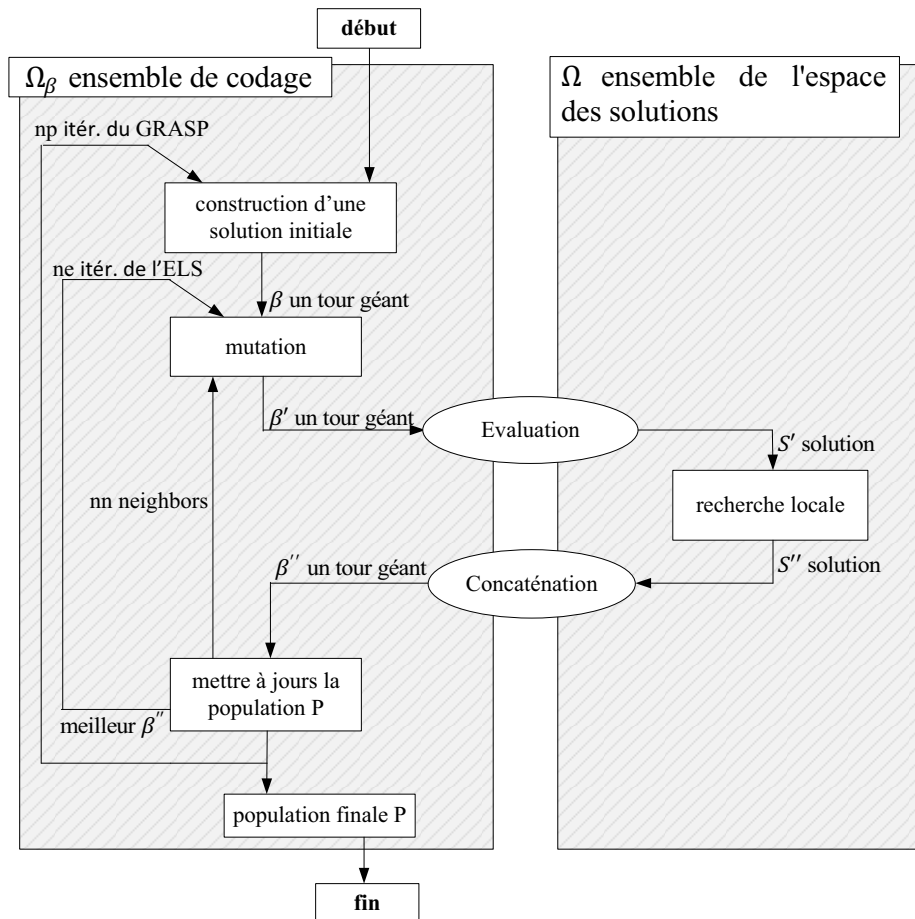 début
Ωβ ensemble de codage
Ω ensemble de l'espace
des solutions
np itér. du GRASP
construction d’une
solution initiale
ne itér. de l’ELS
β un tour géant
mutation
β′ un tour géant
Evaluation
S′ solution
nn neighbors
recherche locale
β′′ un tour géant
Concaténation
S′′ solution
mettre à jours la
population P
meilleur β′′
population finale P
fin